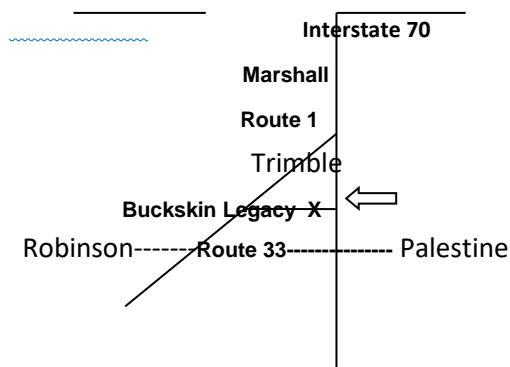 Interstate 70
Marshall
Route 1
Trimble
Buckskin Legacy X
Robinson------Route 33-------------- Palestine